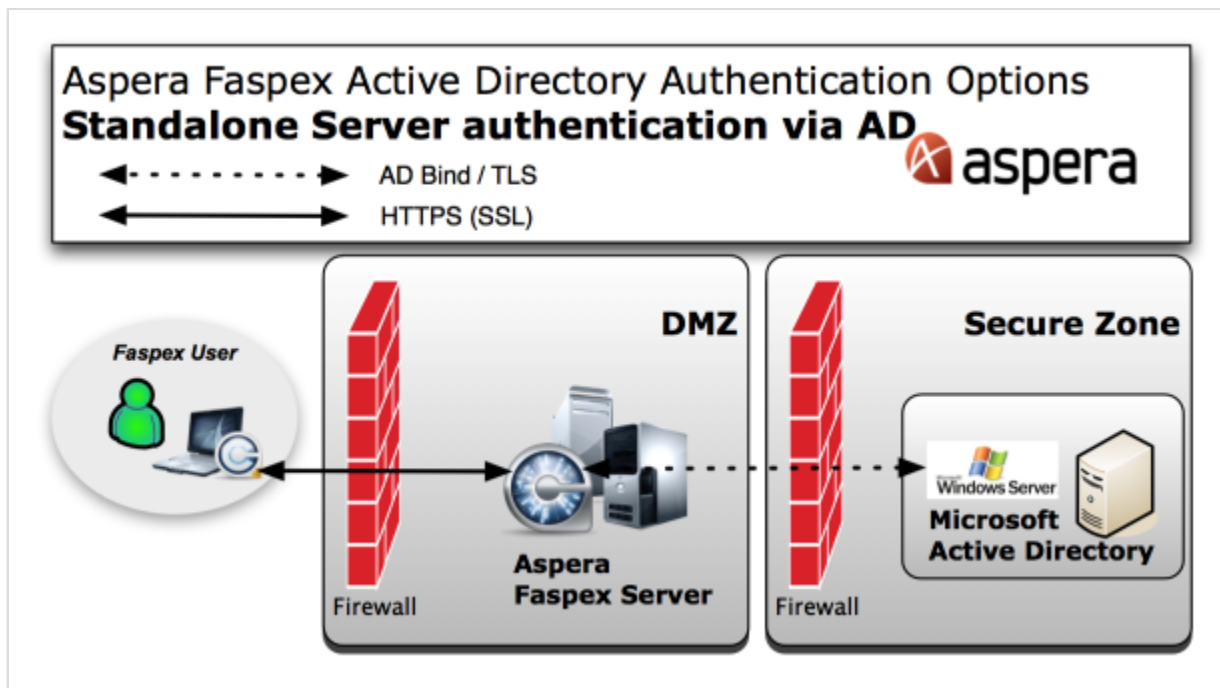 Aspera Faspex Active Directory Authentication Options
Standalone Server authentication via AD
aspera
AD Bind / TLS
HTTPS (SSL)
DMZ
Secure Zone
Faspex User
Microsoft
Windows Server
Microsoft
Active Directory
Aspera
Faspex Server
Firewall
Firewall